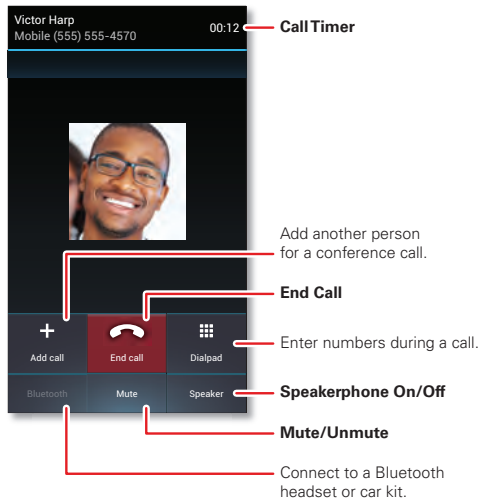 Victor Harp
Mobile (555) 555-4570
00:12
Call Timer
Add another person
for a conference call.
End Call
Add call
End call
Dialpad
Enter numbers during a call.
Bluetooth
Mute
Speaker
Speakerphone On/Off
Mute/Unmute
Connect to a Bluetooth
headset or car kit.